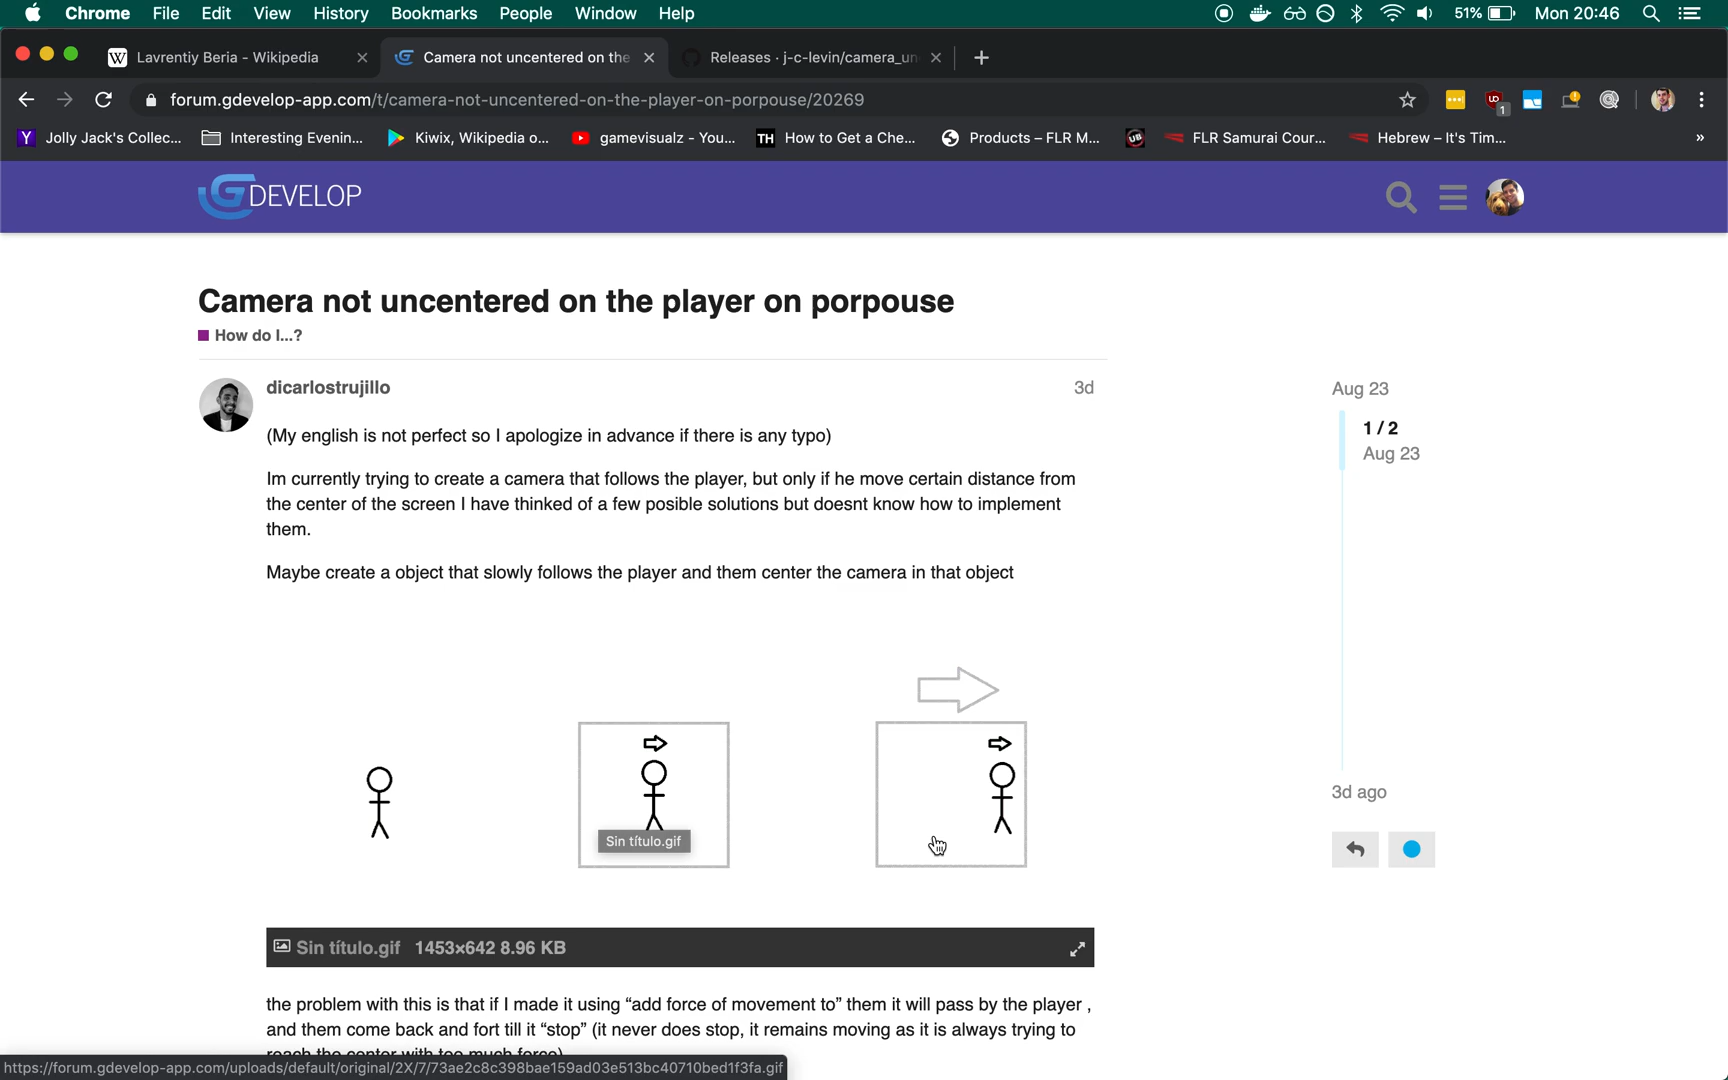 Chrome File Edit View History Bookmarks People Window Help 51% Mon 20:46
W Lavrentiy Beria - Wikipedia Camera not uncentered on the Releases · j-c-levin/camera_un
forum.gdevelop-app.com/t/camera-not-uncentered-on-the-player-on-porpouse/20269 1
Y Jolly Jack's Collec... Interesting Evenin... Kiwix, Wikipedia o... gamevisualz - You... TH How to Get a Che... Products – FLR M... UB FLR Samurai Cour... Hebrew – It's Tim... »
GDEVELOP
Camera not uncentered on the player on porpouse
How do I...?
dicarlostrujillo 3d
(My english is not perfect so I apologize in advance if there is any typo)
Im currently trying to create a camera that follows the player, but only if he move certain distance from
the center of the screen I have thinked of a few posible solutions but doesnt know how to implement
them.
Maybe create a object that slowly follows the player and them center the camera in that object
Aug 23
1 / 2
Aug 23
3d ago
Sin título.gif
Sin título.gif 1453×642 8.96 KB
the problem with this is that if I made it using “add force of movement to” them it will pass by the player ,
and them come back and fort till it “stop” (it never does stop, it remains moving as it is always trying to
reach the center with too much force)
https://forum.gdevelop-app.com/uploads/default/original/2X/7/73ae2c8c398bae159ad03e513bc40710bed1f3fa.gif